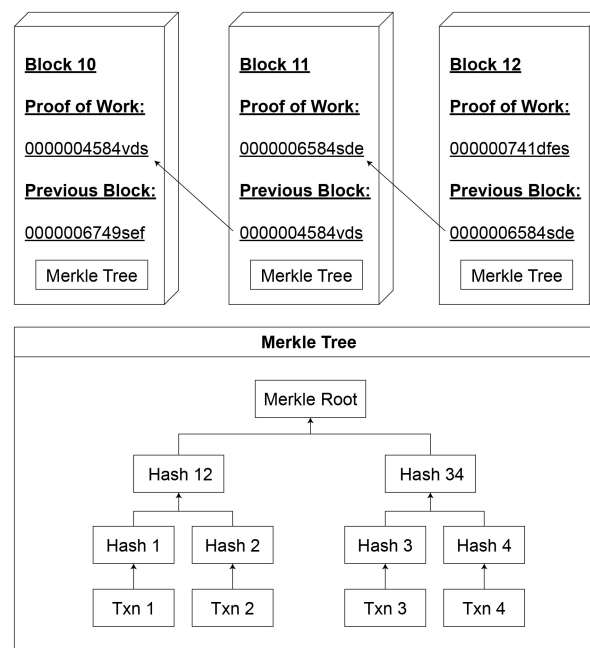 Block 10
Proof of Work:
0000004584vds
Previous Block:
0000006749sef
Merkle Tree
Block 11
Proof of Work:
0000006584sde
Previous Block:
0000004584vds
Merkle Tree
Block 12
Proof of Work:
000000741dfes
Previous Block:
0000006584sde
Merkle Tree
Merkle Tree
Merkle Root
Hash 12
Hash 34
Hash 1
Hash 2
Hash 3
Hash 4
Txn 1
Txn 2
Txn 3
Txn 4